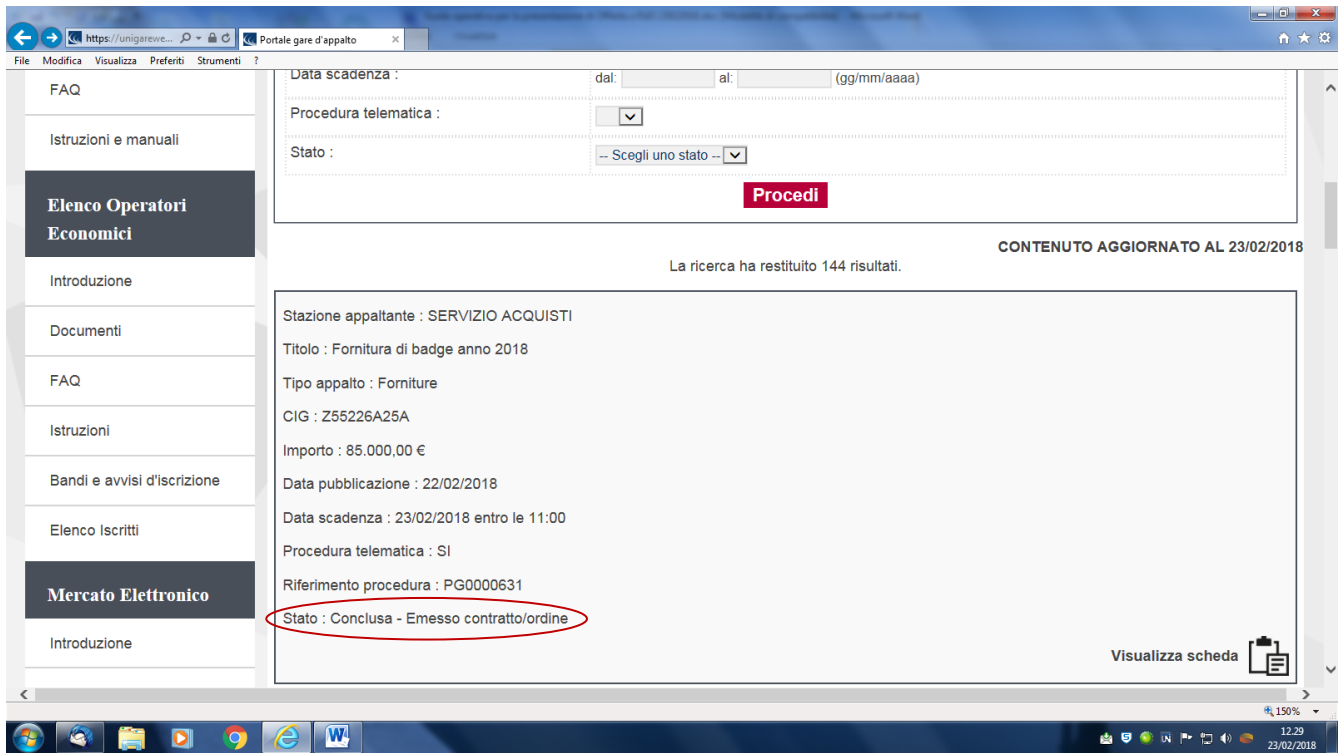 https://unigarewe...
Portale gare d'appalto
File Modifica Visualizza Preferiti Strumenti ?
FAQ
Istruzioni e manuali
Elenco Operatori
Economici
Introduzione
Documenti
FAQ
Istruzioni
Bandi e avvisi d'iscrizione
Elenco Iscritti
Mercato Elettronico
Introduzione
Data scadenza : dal: al: (gg/mm/aaaa)
Procedura telematica :
Stato : -- Scegli uno stato --
Procedi
CONTENUTO AGGIORNATO AL 23/02/2018
La ricerca ha restituito 144 risultati.
Stazione appaltante : SERVIZIO ACQUISTI
Titolo : Fornitura di badge anno 2018
Tipo appalto : Forniture
CIG : Z55226A25A
Importo : 85.000,00 €
Data pubblicazione : 22/02/2018
Data scadenza : 23/02/2018 entro le 11:00
Procedura telematica : SI
Riferimento procedura : PG0000631
Stato : Conclusa - Emesso contratto/ordine
Visualizza scheda
150%
12.29
23/02/2018